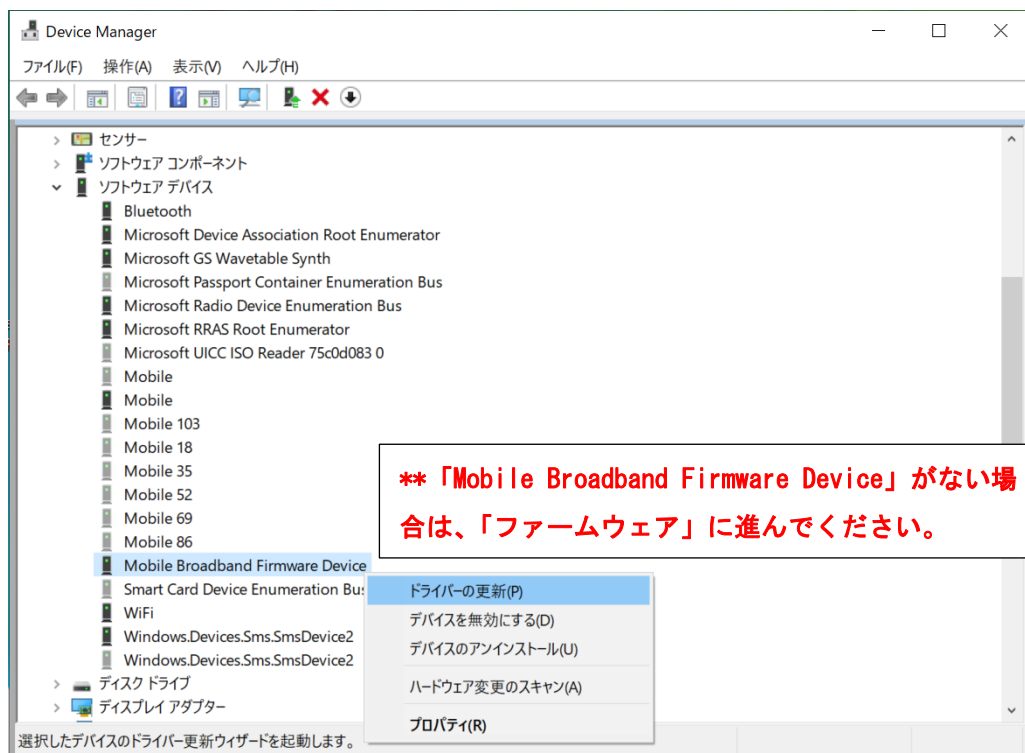 Device Manager
ファイル(F) 操作(A) 表示(V) ヘルプ(H)
センサー
ソフトウェア コンポーネント
ソフトウェア デバイス
Bluetooth
Microsoft Device Association Root Enumerator
Microsoft GS Wavetable Synth
Microsoft Passport Container Enumeration Bus
Microsoft Radio Device Enumeration Bus
Microsoft RRAS Root Enumerator
Microsoft UICC ISO Reader 75c0d083 0
Mobile
Mobile
Mobile 103
Mobile 18
Mobile 35
Mobile 52
Mobile 69
Mobile 86
**「Mobile Broadband Firmware Device」がない場
合は、「ファームウェア」に進んでください。
Mobile Broadband Firmware Device
Smart Card Device Enumeration Bu
WiFi
Windows.Devices.Sms.SmsDevice2
Windows.Devices.Sms.SmsDevice2
ディスク ドライブ
ディスプレイ アダプター
ドライバーの更新(P)
デバイスを無効にする(D)
デバイスのアンインストール(U)
ハードウェア変更のスキャン(A)
プロパティ(R)
選択したデバイスのドライバー更新ウィザードを起動します。